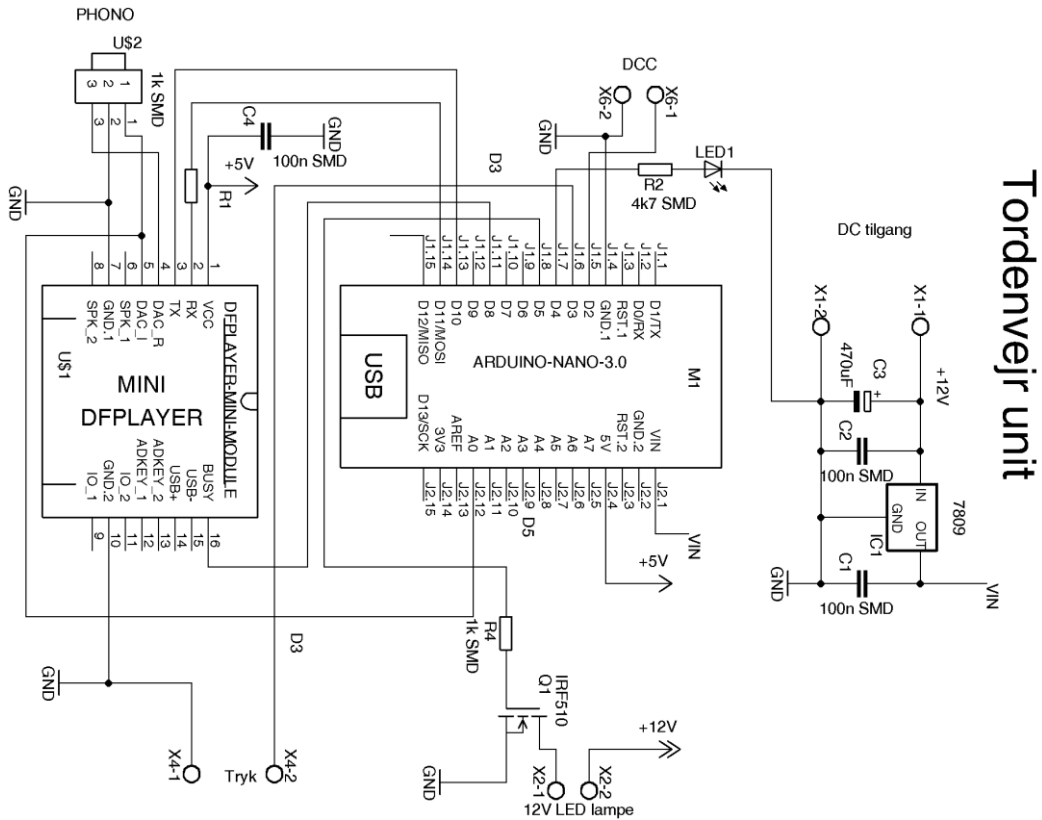 PHONO
U$2
3 2 1
1k SMD
3
2
1
GND
C4
100n SMD
GND
+5V
R1
DCC
X6-2
X6-1
GND
D3
R2
4k7 SMD
LED1
DC tilgang
X1-2
X1-1
Tordenvejr unit
8
7
6
5
4
3
2
1
SPK_2
GND.1
SPK_1
DAC_I
DAC_R
TX
RX
VCC
U$1
MINI
DFPLAYER
DFPLAYER-MINI-MODULE
IO_1
GND.2
IO_2
ADKEY_1
ADKEY_2
USB+
USB-
BUSY
9
10
11
12
13
14
15
16
J1.15
J1.14
J1.13
J1.12
J1.11
J1.10
J1.9
J1.8
J1.7
J1.6
J1.5
J1.4
J1.3
J1.2
J1.1
D12/MISO
D11/MOSI
D10
D9
D8
D7
D6
D5
D4
D3
D2
GND.1
RST.1
D0/RX
D1/TX
USB
ARDUINO-NANO-3.0
M1
D13/SCK
3V3
AREF
A0
A1
A2
A3
A4
A5
A6
A7
5V
RST.2
GND.2
VIN
J2.15
J2.14
J2.13
J2.12
J2.11
J2.10
J2.9
J2.8
J2.7
J2.6
J2.5
J2.4
J2.3
J2.2
J2.1
D5
VIN
+5V
470uF
C3
+
+12V
C2
100n SMD
IN
GND
OUT
7809
IC1
C1
100n SMD
GND
VIN
D3
R4
1k SMD
GND
IRF510
Q1
+12V
GND
X4-1
Tryk
X4-2
X2-1
X2-2
12V LED lampe